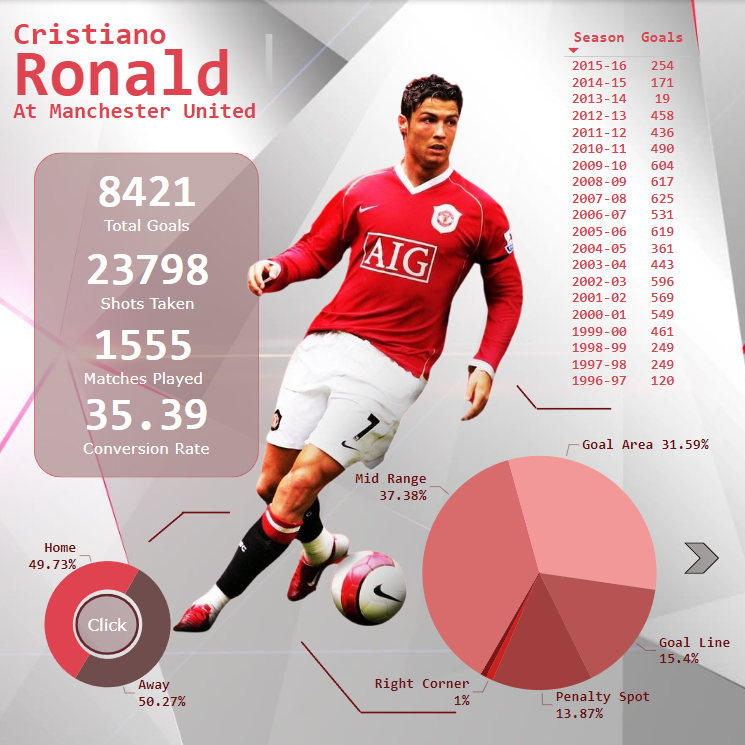 Cristiano
Ronald
At Manchester United
8421
Total Goals
23798
Shots Taken
1555
Matches Played
35.39
Conversion Rate
Season Goals
2015-16 254
2014-15 171
2013-14 19
2012-13 458
2011-12 436
2010-11 490
2009-10 604
2008-09 617
2007-08 625
2006-07 531
2005-06 619
2004-05 361
2003-04 443
2002-03 596
2001-02 569
2000-01 549
1999-00 461
1998-99 249
1997-98 249
1996-97 120
AIG
7
Goal Area 31.59%
Mid Range
37.38%
Home
49.73%
Click
Away
50.27%
Goal Line
15.4%
Right Corner
1%
Penalty Spot
13.87%